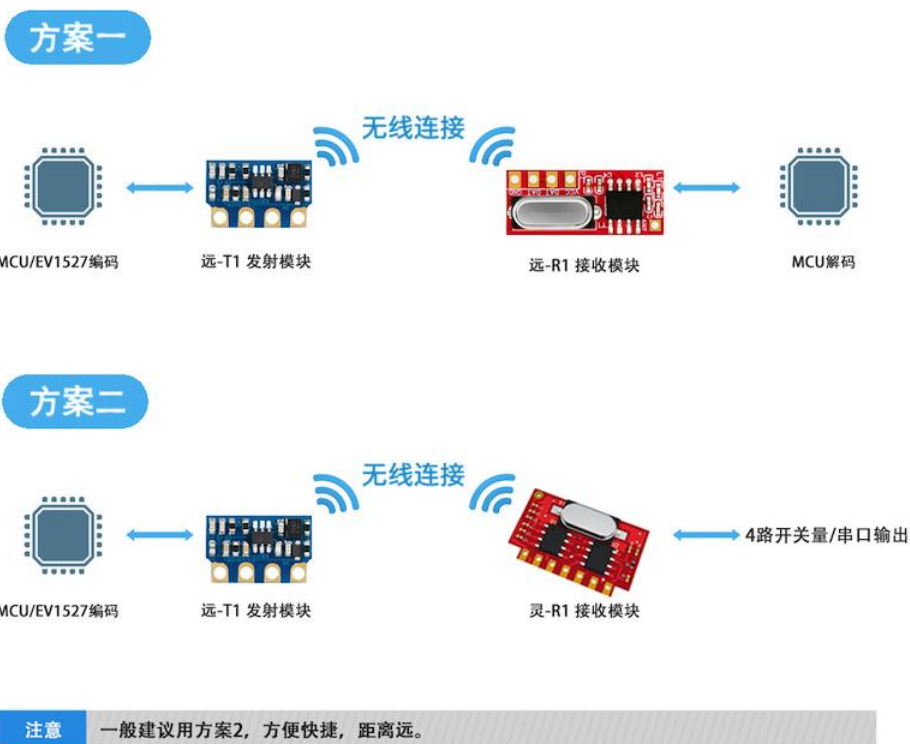 方案一
无线连接
MCU/EV1527编码
远-T1 发射模块
远-R1 接收模块
MCU解码
方案二
无线连接
4路开关量/串口输出
MCU/EV1527编码
远-T1 发射模块
灵-R1 接收模块
注意 一般建议用方案2，方便快捷，距离远。